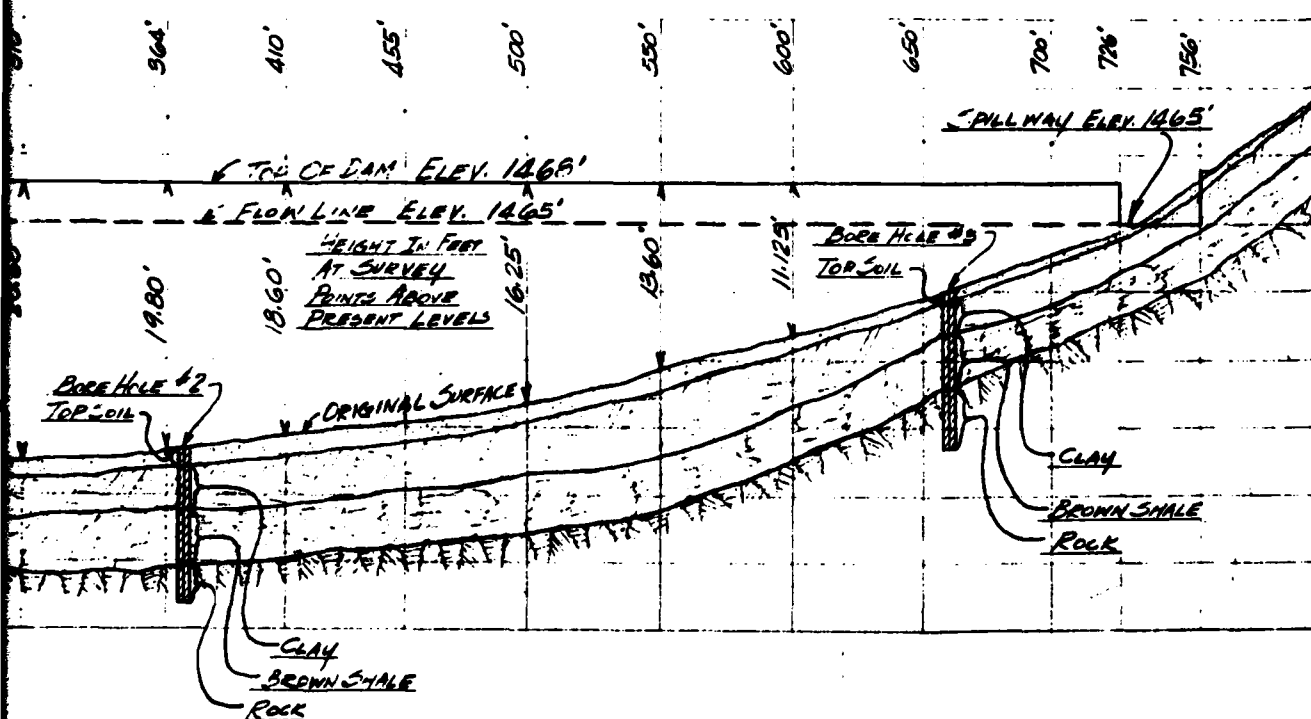 364'
410'
455'
500'
550'
600'
650'
700'
726'
756'
SPILLWAY ELEV. 1465'
TOP OF DAM ELEV. 1468'
FLOW LINE ELEV. 1465'
HEIGHT IN FEET
AT SURVEY
POINTS ABOVE
PRESENT LEVELS
19.80'
18.60'
16.25'
13.60'
11.125'
BORE HOLE #3
TOP SOIL
BORE HOLE #2
TOP SOIL
ORIGINAL SURFACE
CLAY
BROWN SHALE
ROCK
CLAY
BROWN SHALE
ROCK